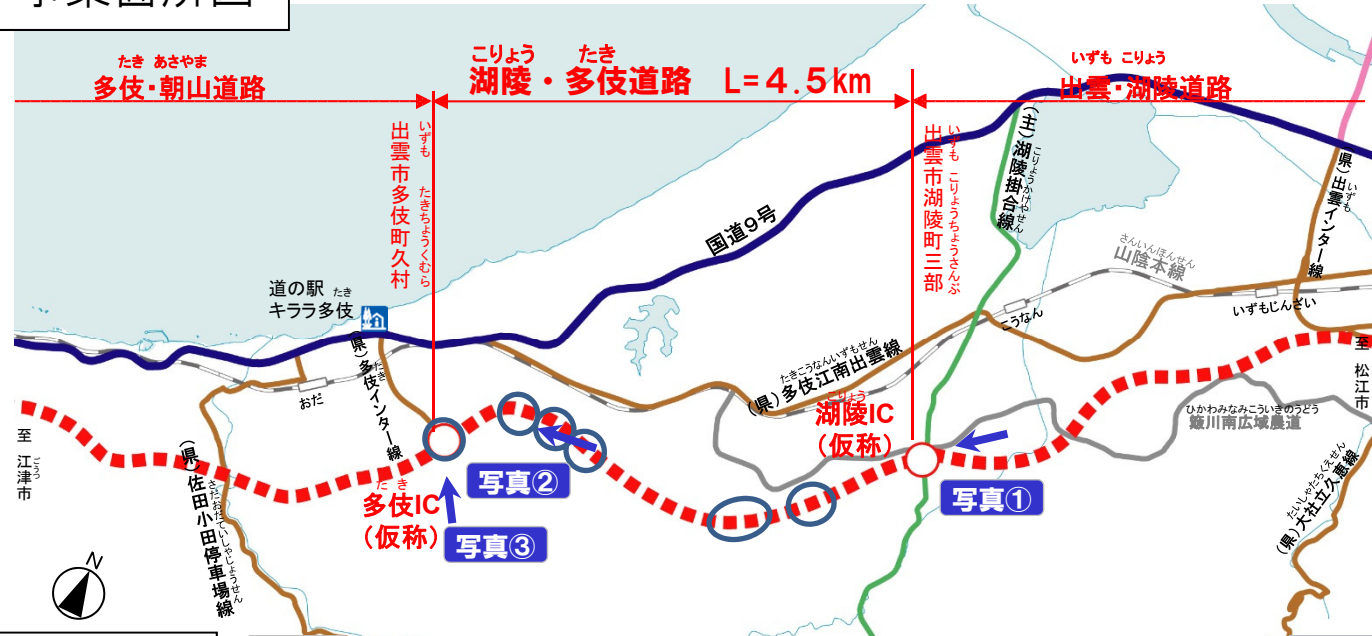 事業箇所図
たき あさやま
多伎・朝山道路
こりょう たき
湖陵・多伎道路 L=4.5km
いずも こりょう
出雲・湖陵道路
いずも たきちょうくむら
出雲市多伎町久村
いずも こりょうちょうさんぶ
出雲市湖陵町三部
こりょうかけやせん
(主)湖陵掛合線
いずも
(県)出雲インター線
国道9号
さんいんほんせん
山陰本線
道の駅 たき
キララ多伎
たき
(県)多伎インター線
おだ
こうなん
いずもじんざい
たきこうなんいずもせん
(県)多伎江南出雲線
こりょう
湖陵IC
(仮称)
ひかわみなみこういきのうどう
簸川南広域農道
至 松江市
至 江津市
ごうつ
さだおだていしゃじょうせん
(県)佐田小田停車場線
たき
多伎IC
(仮称)
写真②
写真③
写真①
たいしゃたちくえせん
(県)大社立久恵線
N